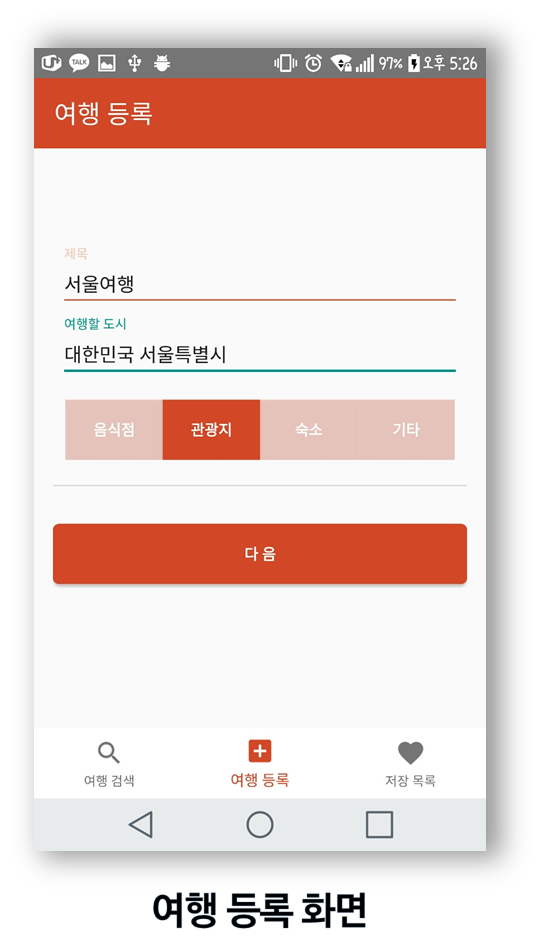 U+ TALK 97% 오후 5:26
여행 등록
제목
서울여행
여행할 도시
대한민국 서울특별시
음식점 관광지 숙소 기타
다음
여행 검색 여행 등록 저장 목록
여행 등록 화면